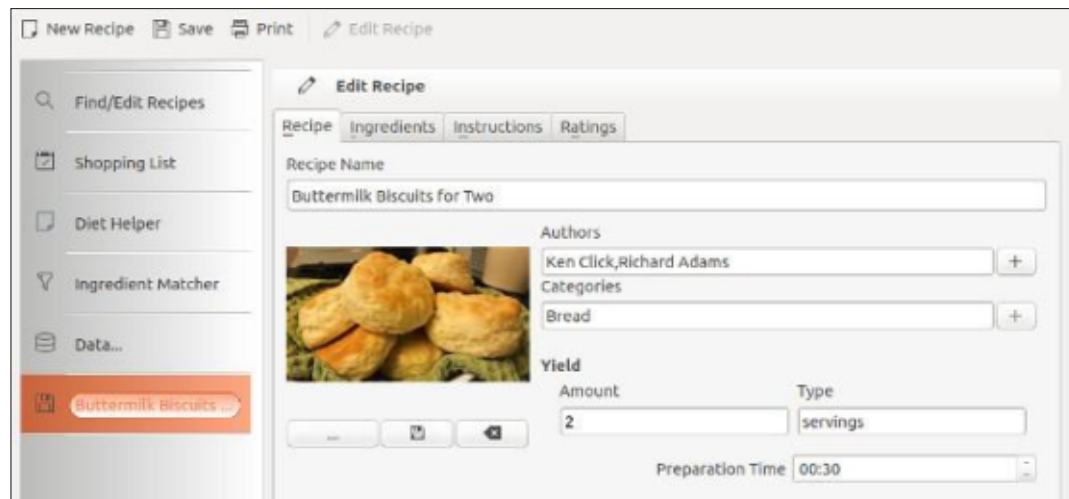 New Recipe Save Print Edit Recipe
Find/Edit Recipes
Shopping List
Diet Helper
Ingredient Matcher
Data...
Buttermilk Biscuits ...
Edit Recipe
Recipe Ingredients Instructions Ratings
Recipe Name
Buttermilk Biscuits for Two
Authors
Ken Click,Richard Adams
Categories
Bread
Yield
Amount Type
2 servings
...
Preparation Time 00:30